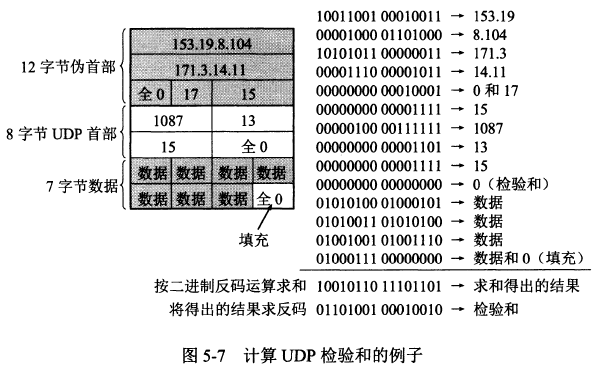 12 字节伪首部
153.19.8.104
171.3.14.11
全 0 17 15
8 字节 UDP 首部
1087 13
15 全 0
7 字节数据
数据 数据 数据 数据
数据 数据 数据 全 0
填充
10011001 00010011 → 153.19
00001000 01101000 → 8.104
10101011 00000011 → 171.3
00001110 00001011 → 14.11
00000000 00010001 → 0 和 17
00000000 00001111 → 15
00000100 00111111 → 1087
00000000 00001101 → 13
00000000 00001111 → 15
00000000 00000000 → 0（检验和）
01010100 01000101 → 数据
01010011 01010100 → 数据
01001001 01001110 → 数据
01000111 00000000 → 数据和 0（填充）
按二进制反码运算求和 10010110 11101101 → 求和得出的结果
将得出的结果求反码 01101001 00010010 → 检验和
图 5-7 计算 UDP 检验和的例子